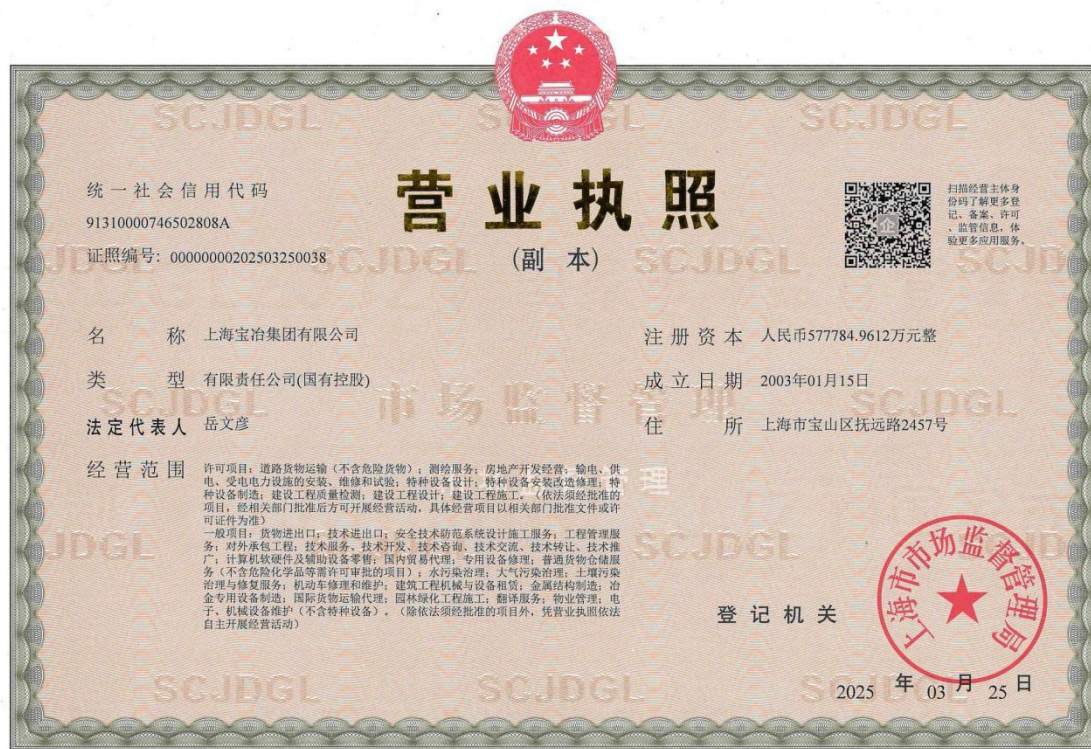 营业执照
(副 本)
统一社会信用代码
91310000746502808A
证照编号: 00000000202503250038
扫描经营主体身
份码了解更多登
记、备案、许可
、监管信息，体
验更多应用服务。
企
名 称 上海宝冶集团有限公司
类 型 有限责任公司(国有控股)
法定代表人 岳文彦
经营范围 许可项目：道路货物运输（不含危险货物）；测绘服务；房地产开发经营；输电、供
电、受电电力设施的安装、维修和试验；特种设备设计；特种设备安装改造修理；特
种设备制造；建设工程质量检测；建设工程设计；建设工程施工。（依法须经批准的
项目，经相关部门批准后方可开展经营活动，具体经营项目以相关部门批准文件或许
可证件为准）
一般项目：货物进出口；技术进出口；安全技术防范系统设计施工服务；工程管理服
务；对外承包工程；技术服务、技术开发、技术咨询、技术交流、技术转让、技术推
广；计算机软硬件及辅助设备零售；国内贸易代理；专用设备修理；普通货物仓储服
务（不含危险化学品等需许可审批的项目）；水污染治理；大气污染治理；土壤污染
治理与修复服务；机动车修理和维护；建筑工程机械与设备租赁；金属结构制造；冶
金专用设备制造；国际货物运输代理；园林绿化工程施工；翻译服务；物业管理；电
子、机械设备维护（不含特种设备）。（除依法须经批准的项目外，凭营业执照依法
自主开展经营活动）
注册资本 人民币577784.9612万元整
成立日期 2003年01月15日
住 所 上海市宝山区抚远路2457号
登记机关
上海市市场监督管理局
2025 年 03 月 25 日
SCJDGL
市场监督管理